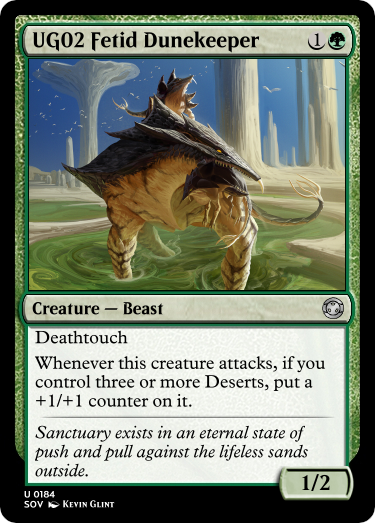 UG02 Fetid Dunekeeper 1
Creature — Beast
Deathtouch
Whenever this creature attacks, if you
control three or more Deserts, put a
+1/+1 counter on it.
Sanctuary exists in an eternal state of
push and pull against the lifeless sands
outside.
1/2
U 0184
SOV Kevin Glint